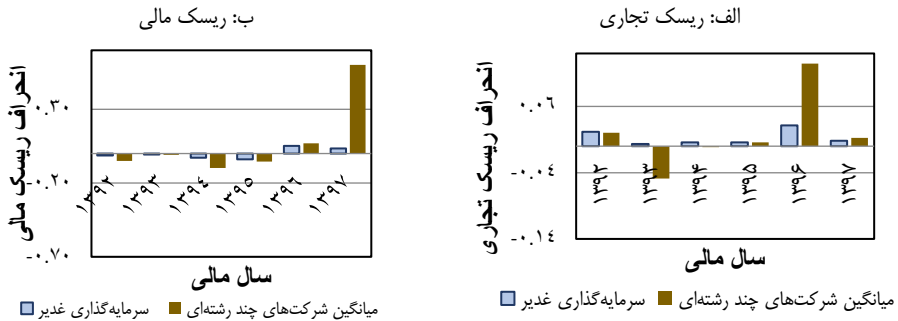 الف: ریسک تجاری
انحراف ریسک تجاری
۰.۰۶
-۰.۰۴
-۰.۱۴
۱۳۹۲ ۱۳۹۳ ۱۳۹۴ ۱۳۹۵ ۱۳۹۶ ۱۳۹۷
سال مالی
سرمایه‌گذاری غدیر میانگین شرکت‌های چند رشته‌ای
ب: ریسک مالی
انحراف ریسک مالی
۰.۳۰
-۰.۲۰
-۰.۷۰
۱۳۹۲ ۱۳۹۳ ۱۳۹۴ ۱۳۹۵ ۱۳۹۶ ۱۳۹۷
سال مالی
سرمایه‌گذاری غدیر میانگین شرکت‌های چند رشته‌ای